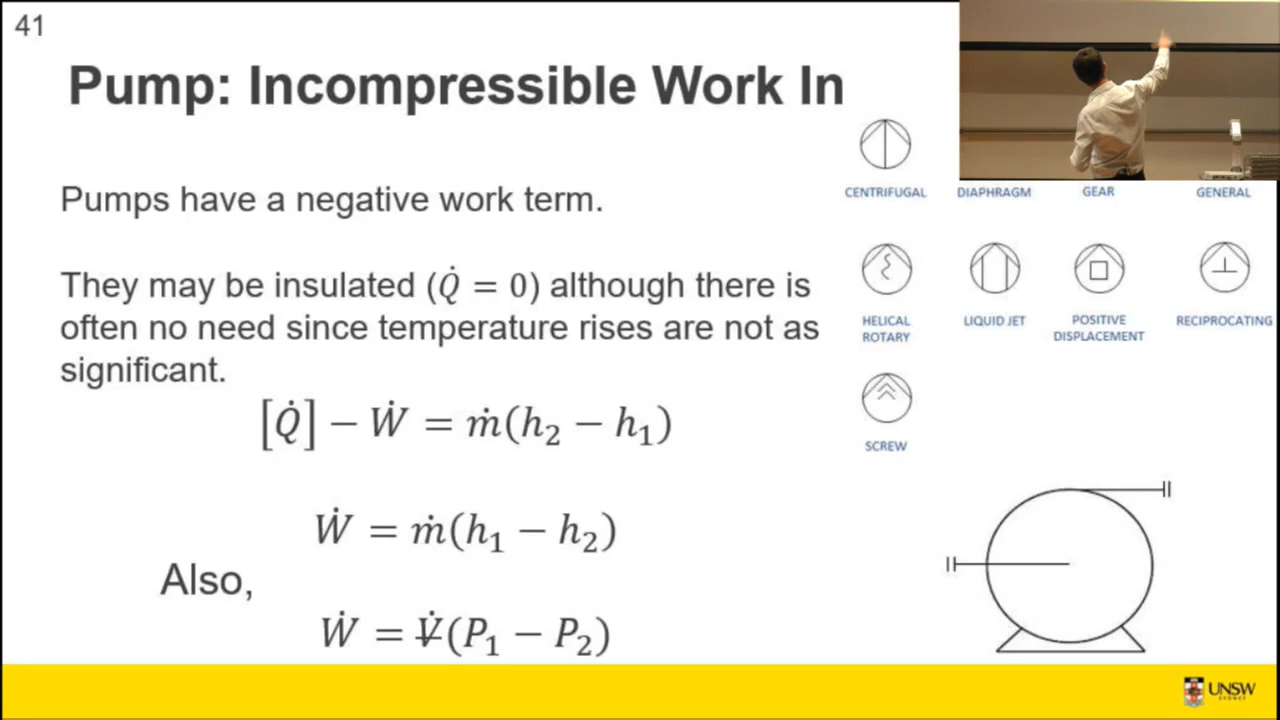 41
Pump: Incompressible Work In
Pumps have a negative work term.
They may be insulated (Q̇ = 0) although there is
often no need since temperature rises are not as
significant.
[Q̇] − Ẇ = ṁ(h₂ − h₁)
Ẇ = ṁ(h₁ − h₂)
Also,
Ẇ = V̶̇(P₁ − P₂)
CENTRIFUGAL
DIAPHRAGM
GEAR
GENERAL
HELICAL
ROTARY
LIQUID JET
POSITIVE
DISPLACEMENT
RECIPROCATING
SCREW
UNSW
SYDNEY